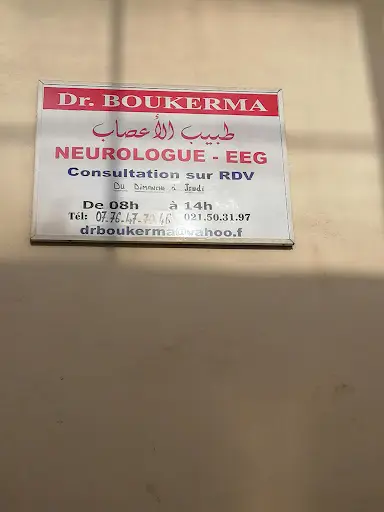 Dr. BOUKERMA
طبيب الأعصاب
NEUROLOGUE - EEG
Consultation sur RDV
Du Dimanche à Jeudi
De 08h à 14h
Tél: 021.50.31.97